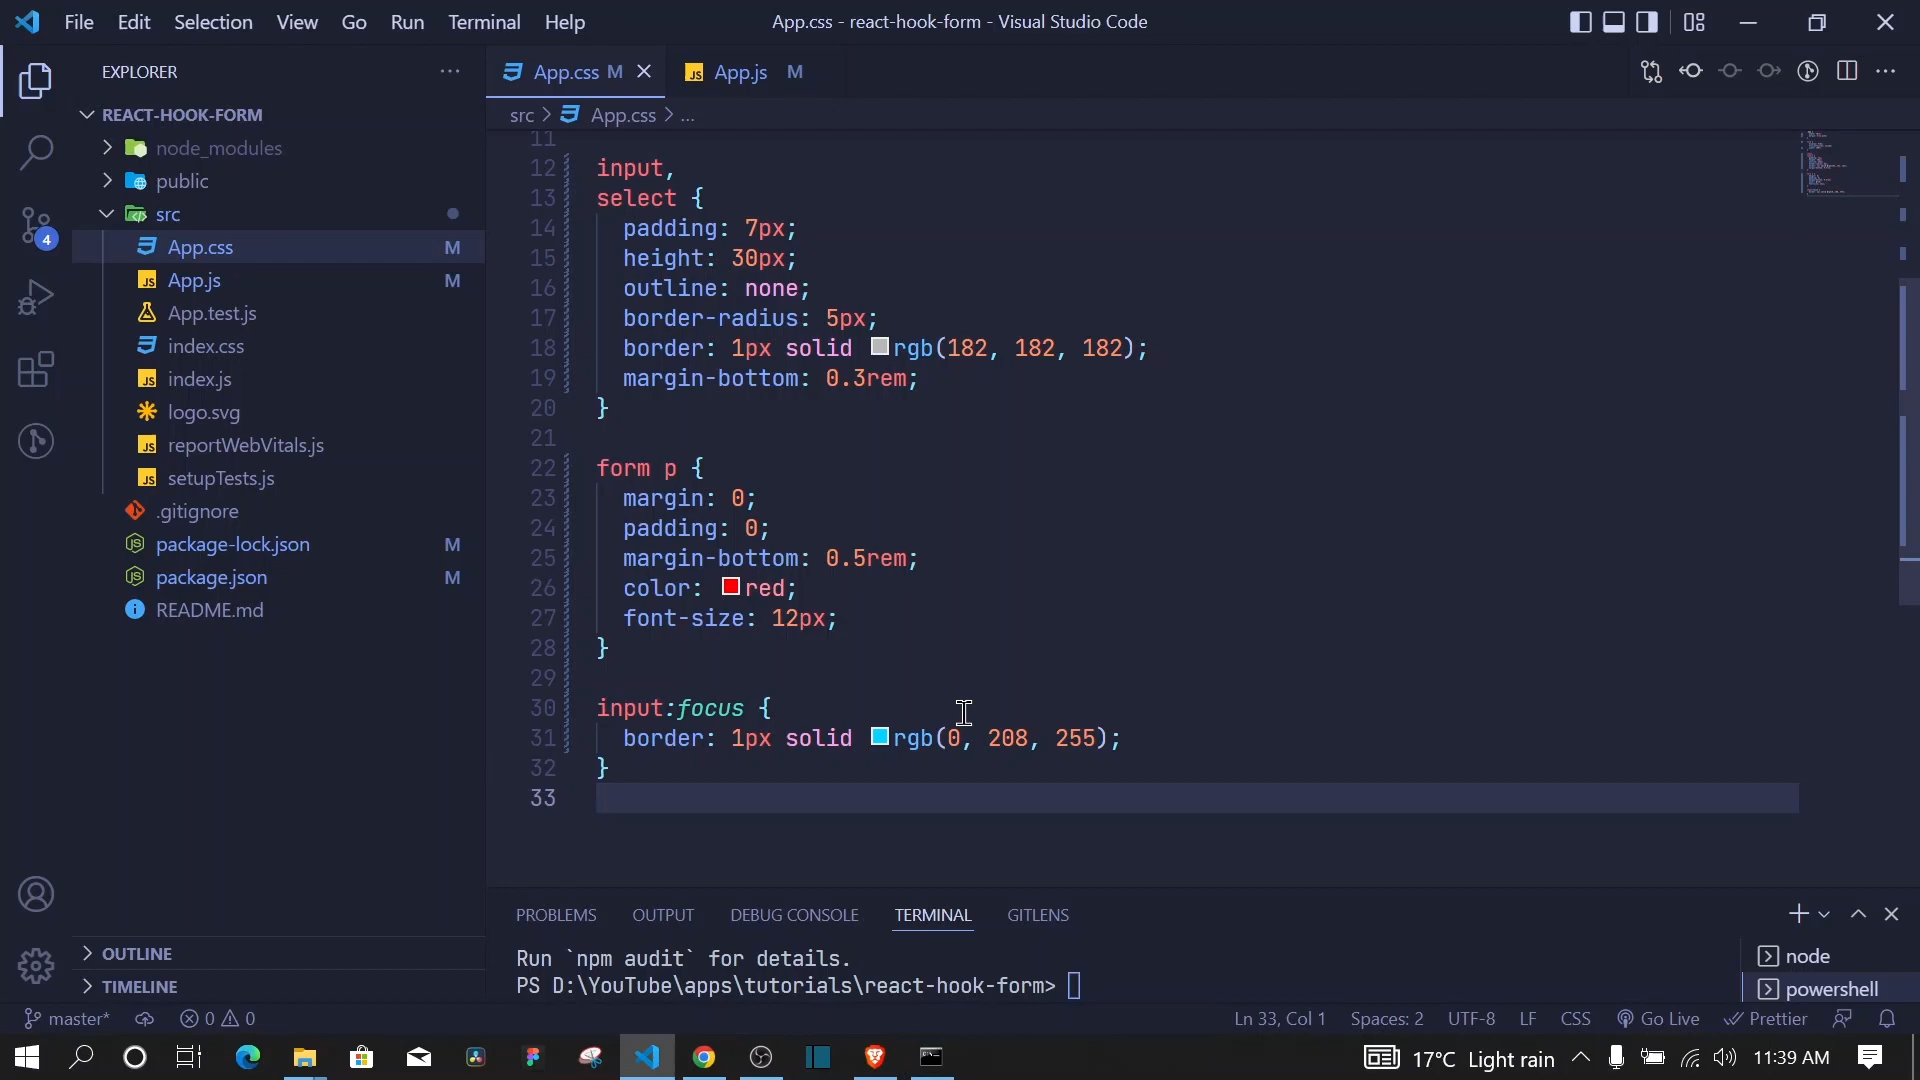 File Edit Selection View Go Run Terminal Help
App.css - react-hook-form - Visual Studio Code
EXPLORER
REACT-HOOK-FORM
node_modules
public
src
App.css M
App.js M
App.test.js
index.css
index.js
logo.svg
reportWebVitals.js
setupTests.js
.gitignore
package-lock.json M
package.json M
README.md
OUTLINE
TIMELINE
4
App.css M
App.js M
src > App.css > ...
11
12 input,
13 select {
14 padding: 7px;
15 height: 30px;
16 outline: none;
17 border-radius: 5px;
18 border: 1px solid rgb(182, 182, 182);
19 margin-bottom: 0.3rem;
20 }
21
22 form p {
23 margin: 0;
24 padding: 0;
25 margin-bottom: 0.5rem;
26 color: red;
27 font-size: 12px;
28 }
29
30 input:focus {
31 border: 1px solid rgb(0, 208, 255);
32 }
33
PROBLEMS OUTPUT DEBUG CONSOLE TERMINAL GITLENS
Run `npm audit` for details.
PS D:\YouTube\apps\tutorials\react-hook-form>
node
powershell
master* 0 0
Ln 33, Col 1 Spaces: 2 UTF-8 LF CSS Go Live Prettier
17°C Light rain 11:39 AM